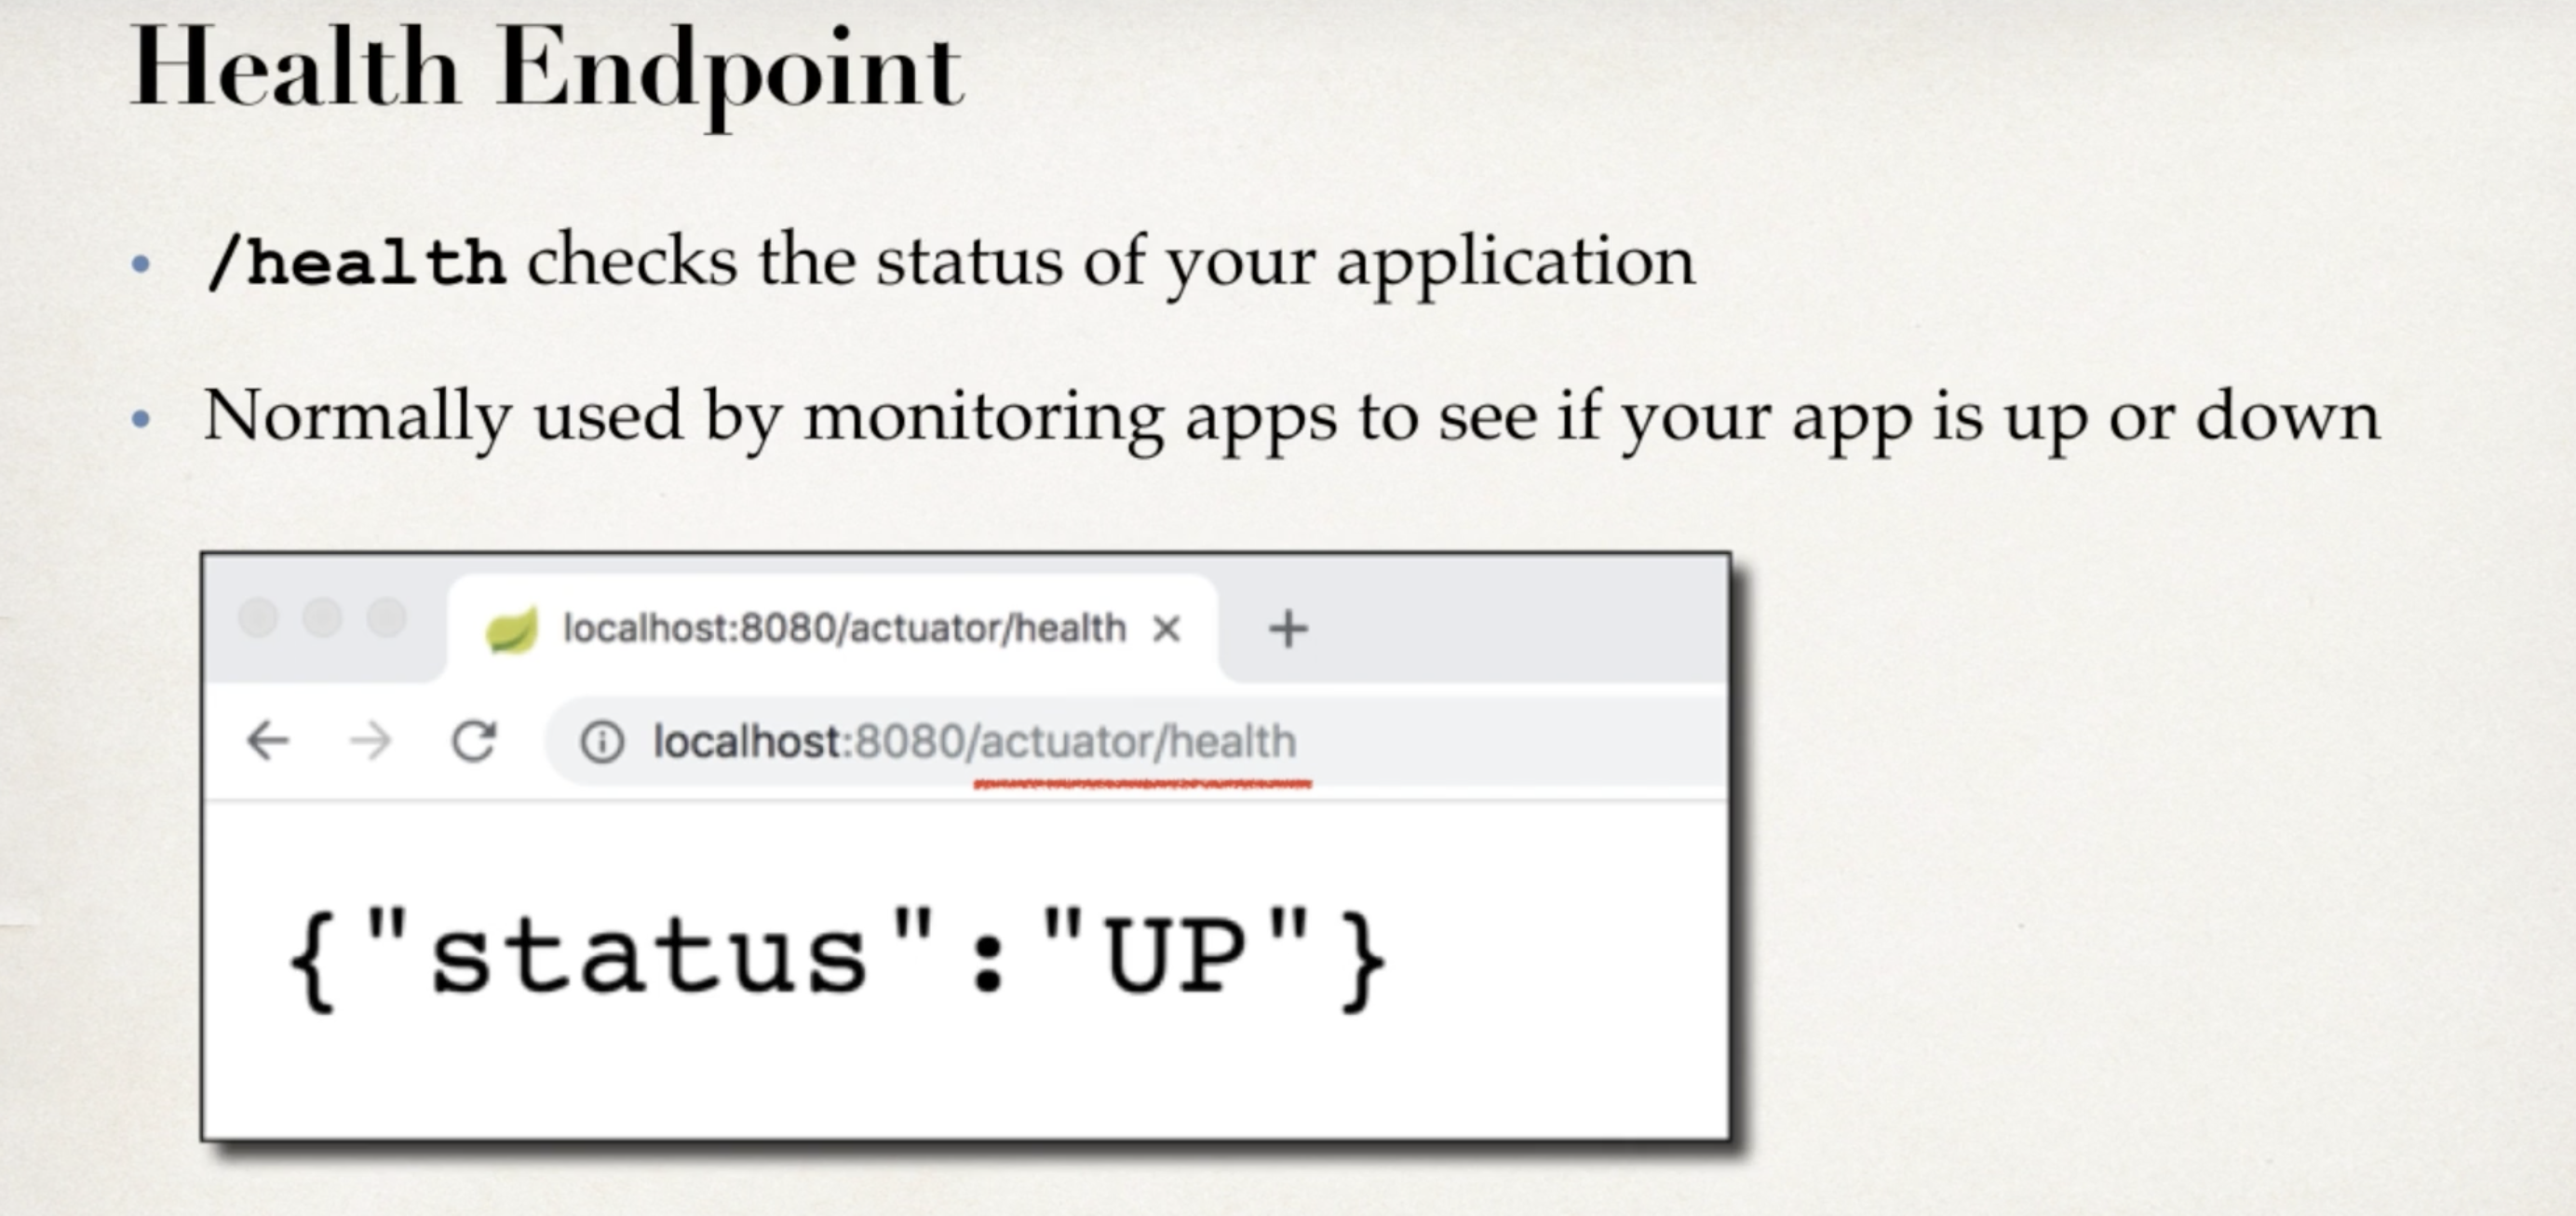 Health Endpoint
/health checks the status of your application
Normally used by monitoring apps to see if your app is up or down
localhost:8080/actuator/health
localhost:8080/actuator/health
{"status":"UP"}